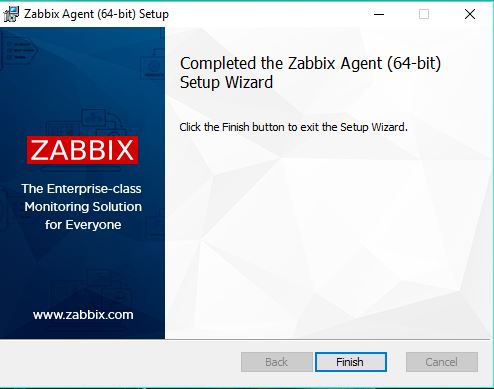 Zabbix Agent (64-bit) Setup
Completed the Zabbix Agent (64-bit)
Setup Wizard
Click the Finish button to exit the Setup Wizard.
ZABBIX
The Enterprise-class
Monitoring Solution
for Everyone
www.zabbix.com
Back
Finish
Cancel